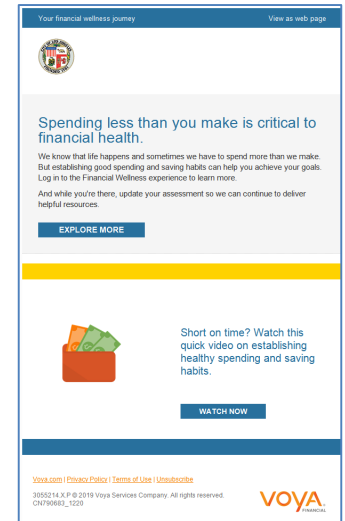 Your financial wellness journey View as web page
Spending less than you make is critical to
financial health.
We know that life happens and sometimes we have to spend more than we make.
But establishing good spending and saving habits can help you achieve your goals.
Log in to the Financial Wellness experience to learn more.
And while you're there, update your assessment so we can continue to deliver
helpful resources.
EXPLORE MORE
Short on time? Watch this
quick video on establishing
healthy spending and saving
habits.
WATCH NOW
Voya.com | Privacy Policy | Terms of Use | Unsubscribe
3055214.X.P © 2019 Voya Services Company. All rights reserved.
CN790683_1220
VOYA.
FINANCIAL